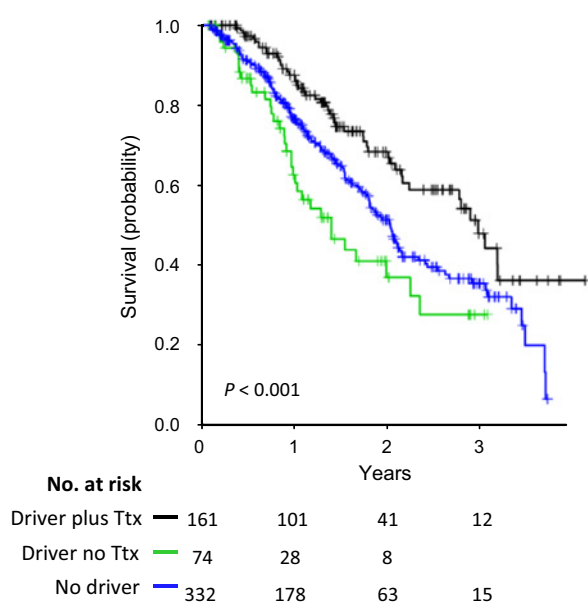 1.0
0.8
0.6
0.4
0.2
0.0
Survival (probability)
P < 0.001
0 1 2 3
Years
No. at risk
Driver plus Ttx 161 101 41 12
Driver no Ttx 74 28 8
No driver 332 178 63 15